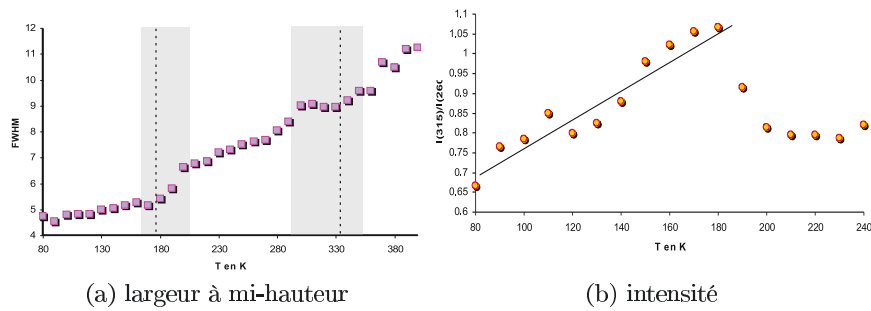 12
11
10
9
8
7
6
5
4
FWHM
80 130 180 230 280 330 380
T en K
(a) largeur à mi-hauteur
1,1
1,05
1
0,95
0,9
0,85
0,8
0,75
0,7
0,65
0,6
I(315)/I(260
80 100 120 140 160 180 200 220 240
T en K
(b) intensité